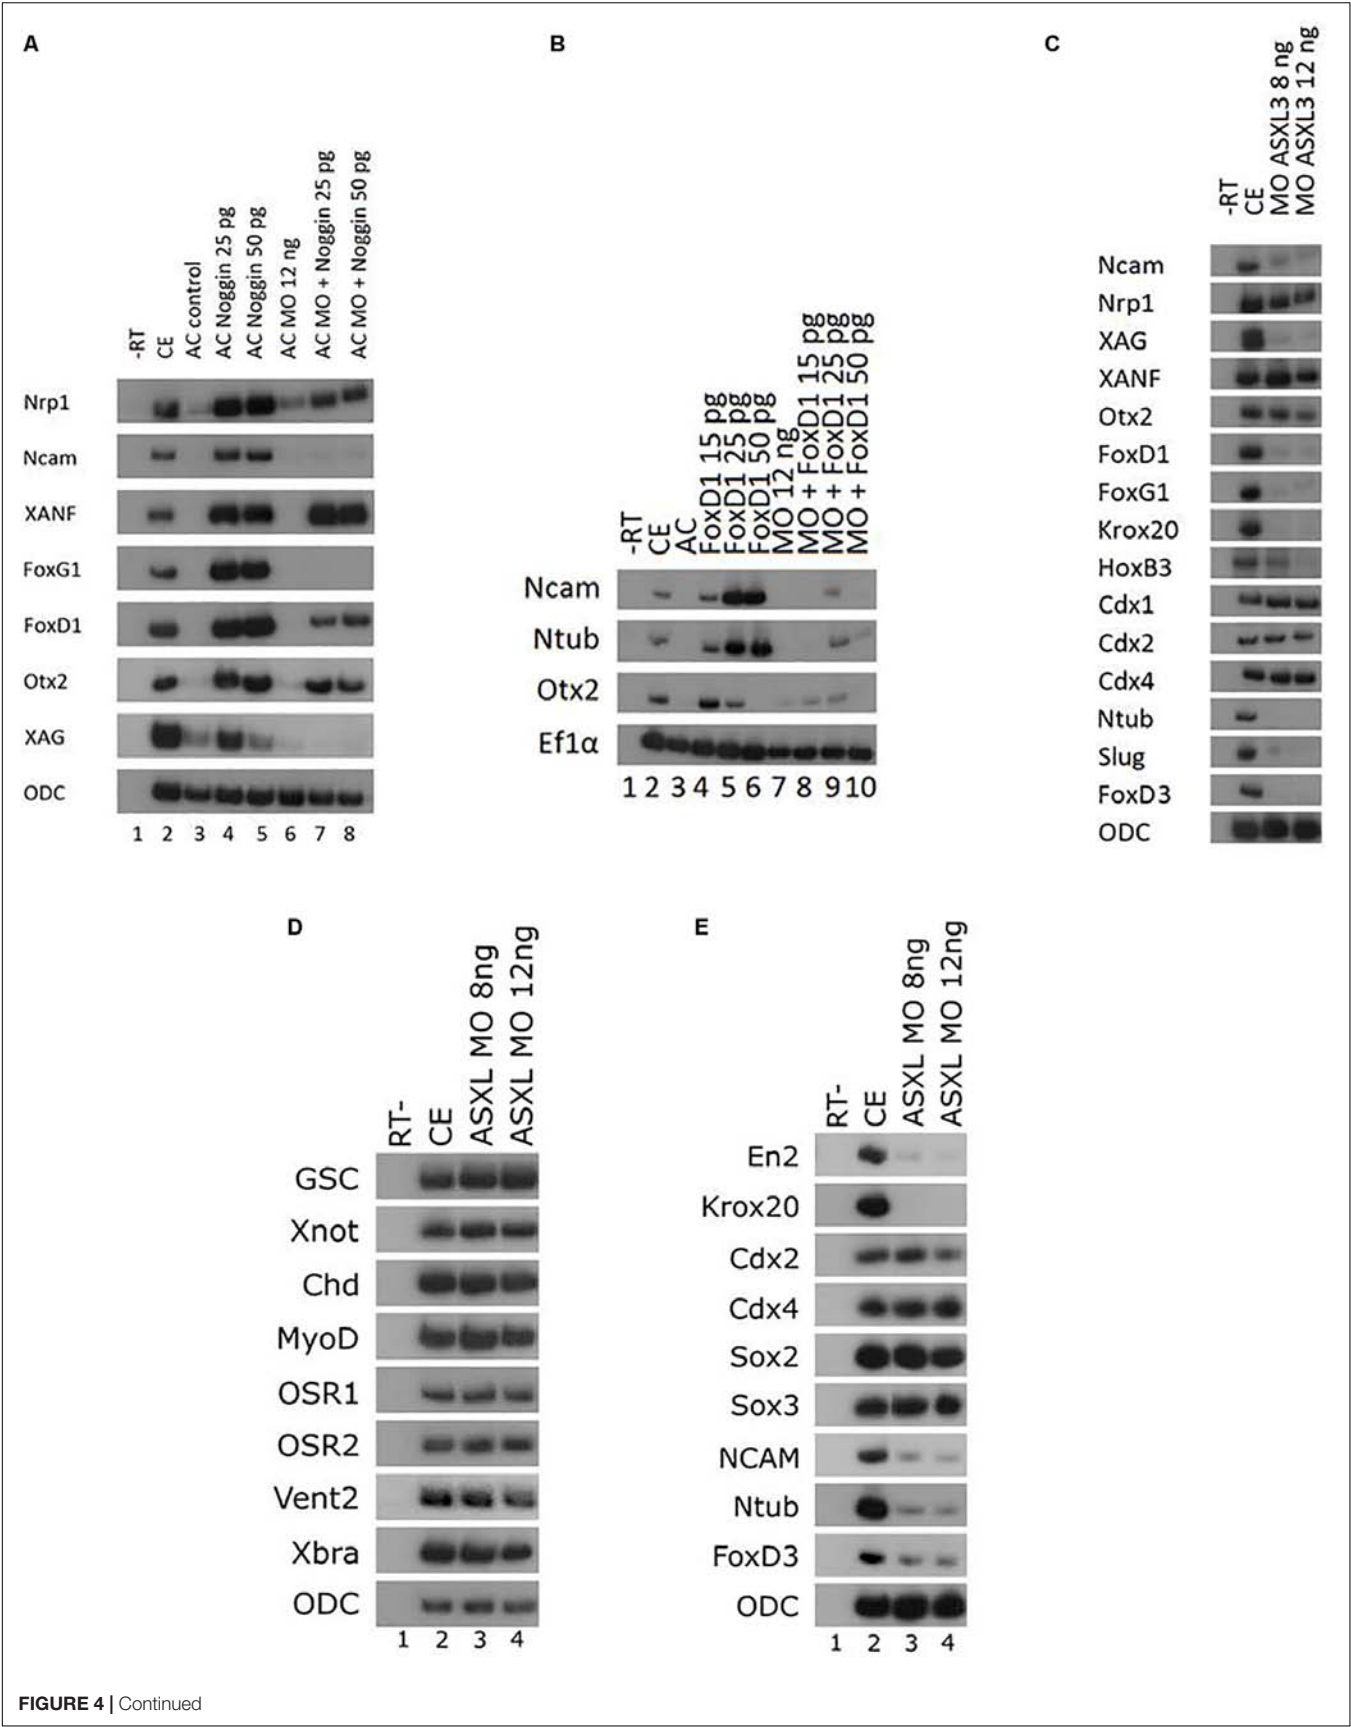 A
B
C
-RT
CE
AC control
AC Noggin 25 pg
AC Noggin 50 pg
AC MO 12 ng
AC MO + Noggin 25 pg
AC MO + Noggin 50 pg
Nrp1
Ncam
XANF
FoxG1
FoxD1
Otx2
XAG
ODC
1 2 3 4 5 6 7 8
-RT
CE
AC
FoxD1 15 pg
FoxD1 25 pg
FoxD1 50 pg
MO 12 ng
MO + FoxD1 15 pg
MO + FoxD1 25 pg
MO + FoxD1 50 pg
Ncam
Ntub
Otx2
Ef1α
1 2 3 4 5 6 7 8 9 10
-RT
CE
MO ASXL3 8 ng
MO ASXL3 12 ng
Ncam
Nrp1
XAG
XANF
Otx2
FoxD1
FoxG1
Krox20
HoxB3
Cdx1
Cdx2
Cdx4
Ntub
Slug
FoxD3
ODC
D
RT-
CE
ASXL MO 8ng
ASXL MO 12ng
GSC
Xnot
Chd
MyoD
OSR1
OSR2
Vent2
Xbra
ODC
1 2 3 4
E
RT-
CE
ASXL MO 8ng
ASXL MO 12ng
En2
Krox20
Cdx2
Cdx4
Sox2
Sox3
NCAM
Ntub
FoxD3
ODC
1 2 3 4
FIGURE 4 | Continued